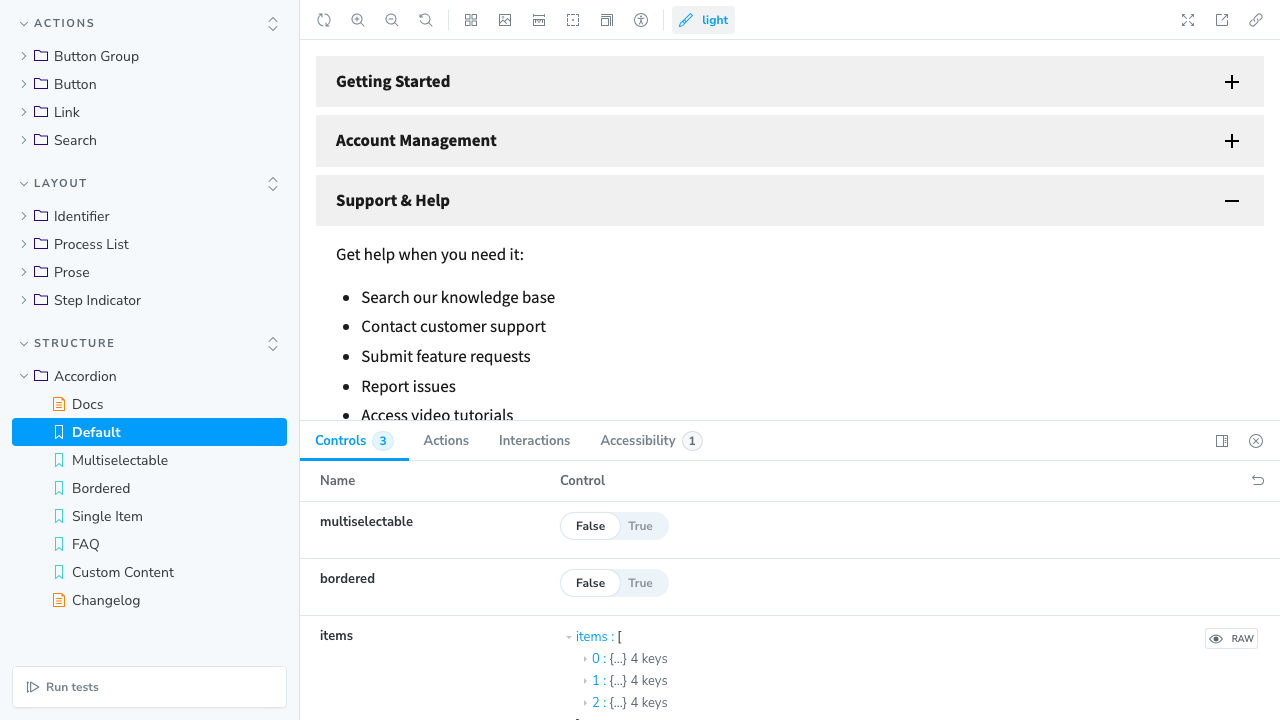 ACTIONS
Button Group
Button
Link
Search
LAYOUT
Identifier
Process List
Prose
Step Indicator
STRUCTURE
Accordion
Docs
Default
Multiselectable
Bordered
Single Item
FAQ
Custom Content
Changelog
Run tests
light
Getting Started
Account Management
Support & Help
Get help when you need it:
Search our knowledge base
Contact customer support
Submit feature requests
Report issues
Access video tutorials
Controls 3 Actions Interactions Accessibility 1
Name Control
multiselectable False True
bordered False True
items items : [ RAW
0 : {...} 4 keys
1 : {...} 4 keys
2 : {...} 4 keys